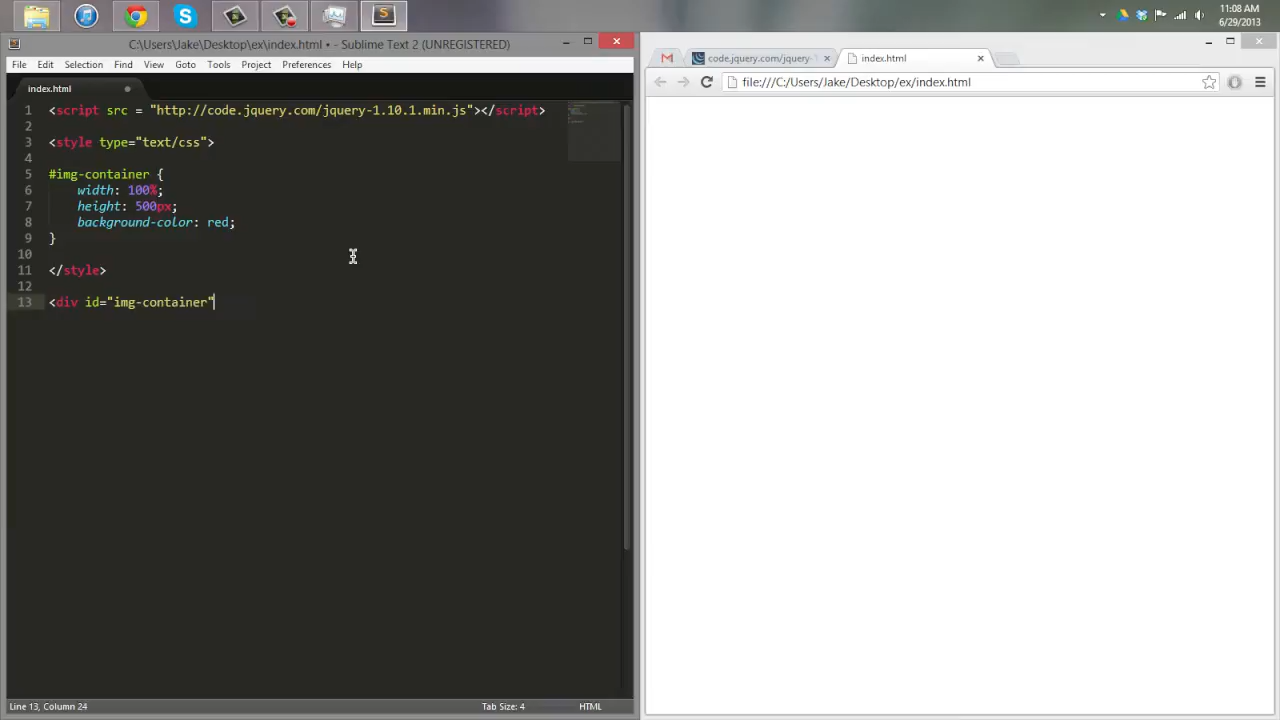 11:08 AM
6/29/2013
C:\Users\Jake\Desktop\ex\index.html • - Sublime Text 2 (UNREGISTERED)
File Edit Selection Find View Goto Tools Project Preferences Help
index.html
1 <script src = "http://code.jquery.com/jquery-1.10.1.min.js"></script>
2
3 <style type="text/css">
4
5 #img-container {
6 width: 100%;
7 height: 500px;
8 background-color: red;
9 }
10
11 </style>
12
13 <div id="img-container"
Line 13, Column 24
Tab Size: 4
HTML
code.jquery.com/jquery-
index.html
file:///C:/Users/Jake/Desktop/ex/index.html